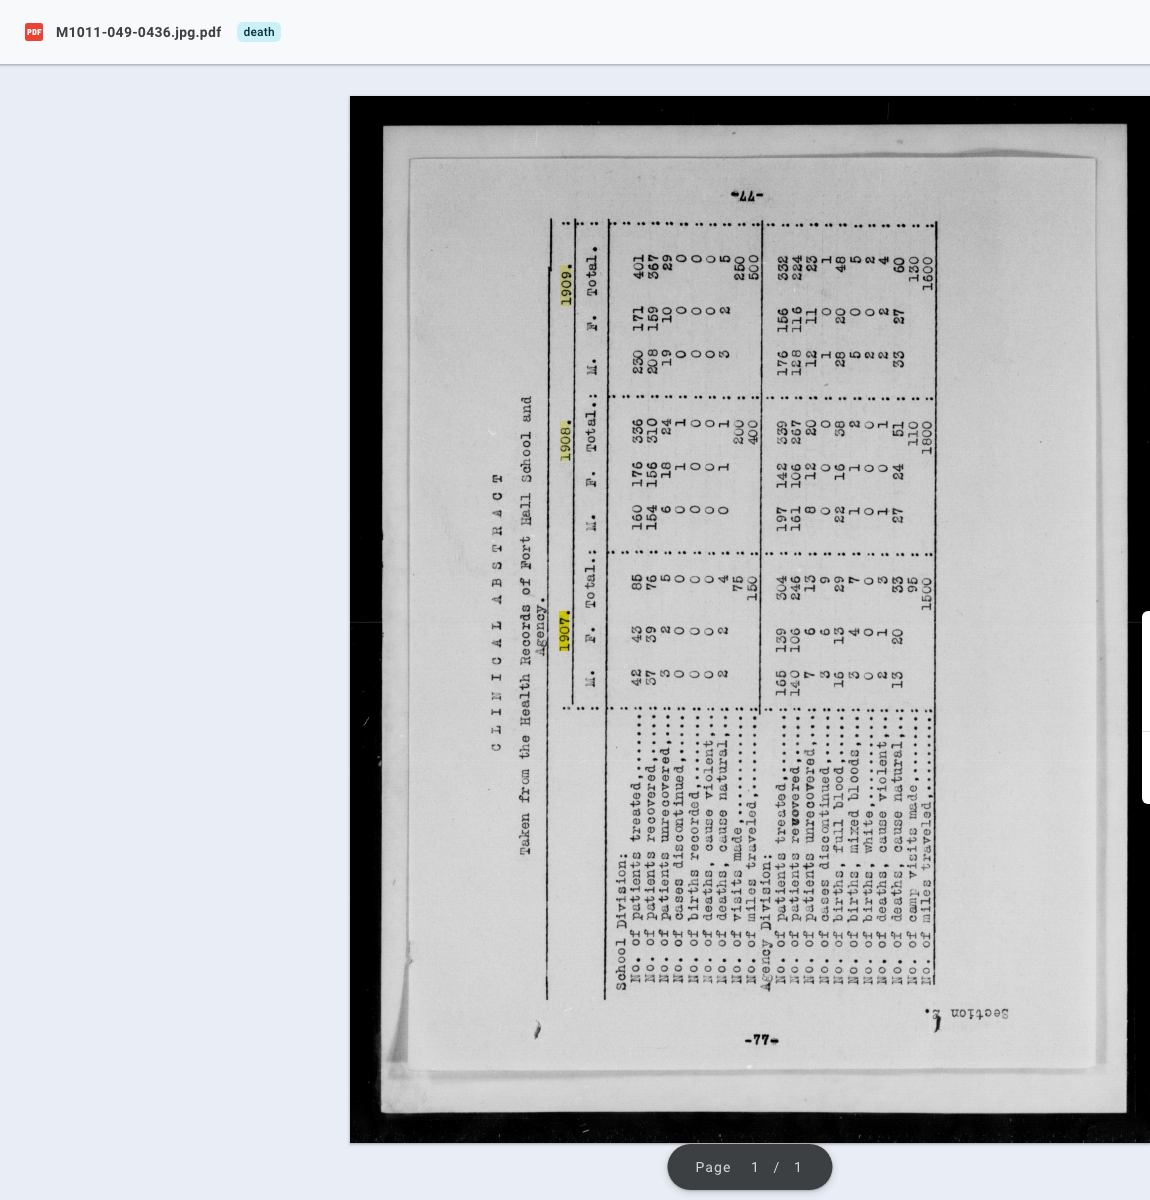 M1011-049-0436.jpg.pdf death
-77-
C L I N I C A L A B S T R A C T
Taken from the Health Records of Fort Hall School and
Agency.
1907. 1908. 1909.
: M. F. Total.: M. F. Total.: M. F. Total. :
School Division;
No. of patients treated,.......: 42 43 85 : 160 176 336 : 230 171 401 :
No. of patients recovered,.....: 37 39 76 : 154 156 310 : 208 159 367 :
No. of patients unrecovered,...: 3 2 5 : 6 18 24 : 19 10 29 :
No. of cases discontinued,.....: 0 0 0 : 0 1 1 : 0 0 0 :
No. of births recorded,........: 0 0 0 : 0 0 0 : 0 0 0 :
No. of deaths, cause violent,..: 0 0 0 : 0 0 0 : 0 0 0 :
No. of deaths, cause natural,..: 2 2 4 : 0 1 1 : 3 2 5 :
No. of visits made,............: 75 : 200 : 250 :
No. of miles traveled,.........: 150 : 400 : 500 :
Agency Division:
No. of patients treated,.......: 165 139 304 : 197 142 339 : 176 156 332 :
No. of patients recovered,.....: 140 106 246 : 161 106 267 : 128 116 224 :
No. of patients unrecovered,...: 7 6 13 : 8 12 20 : 12 11 23 :
No. of cases discontinued,.....: 3 6 9 : 0 0 0 : 1 0 1 :
No. of births, full blood,.....: 16 13 29 : 22 16 38 : 28 20 48 :
No. of births, mixed bloods,...: 3 4 7 : 1 1 2 : 5 0 5 :
No. of births, white,..........: 0 0 0 : 0 0 0 : 2 0 2 :
No. of deaths, cause violent,..: 2 1 3 : 1 0 1 : 2 2 4 :
No. of deaths, cause natural,..: 13 20 33 : 27 24 51 : 33 27 60 :
No. of camp visits made,.......: 95 : 110 : 130 :
No. of miles traveled,.........: 1500 : 1800 : 1600 :
Section
-77-
Page 1 / 1